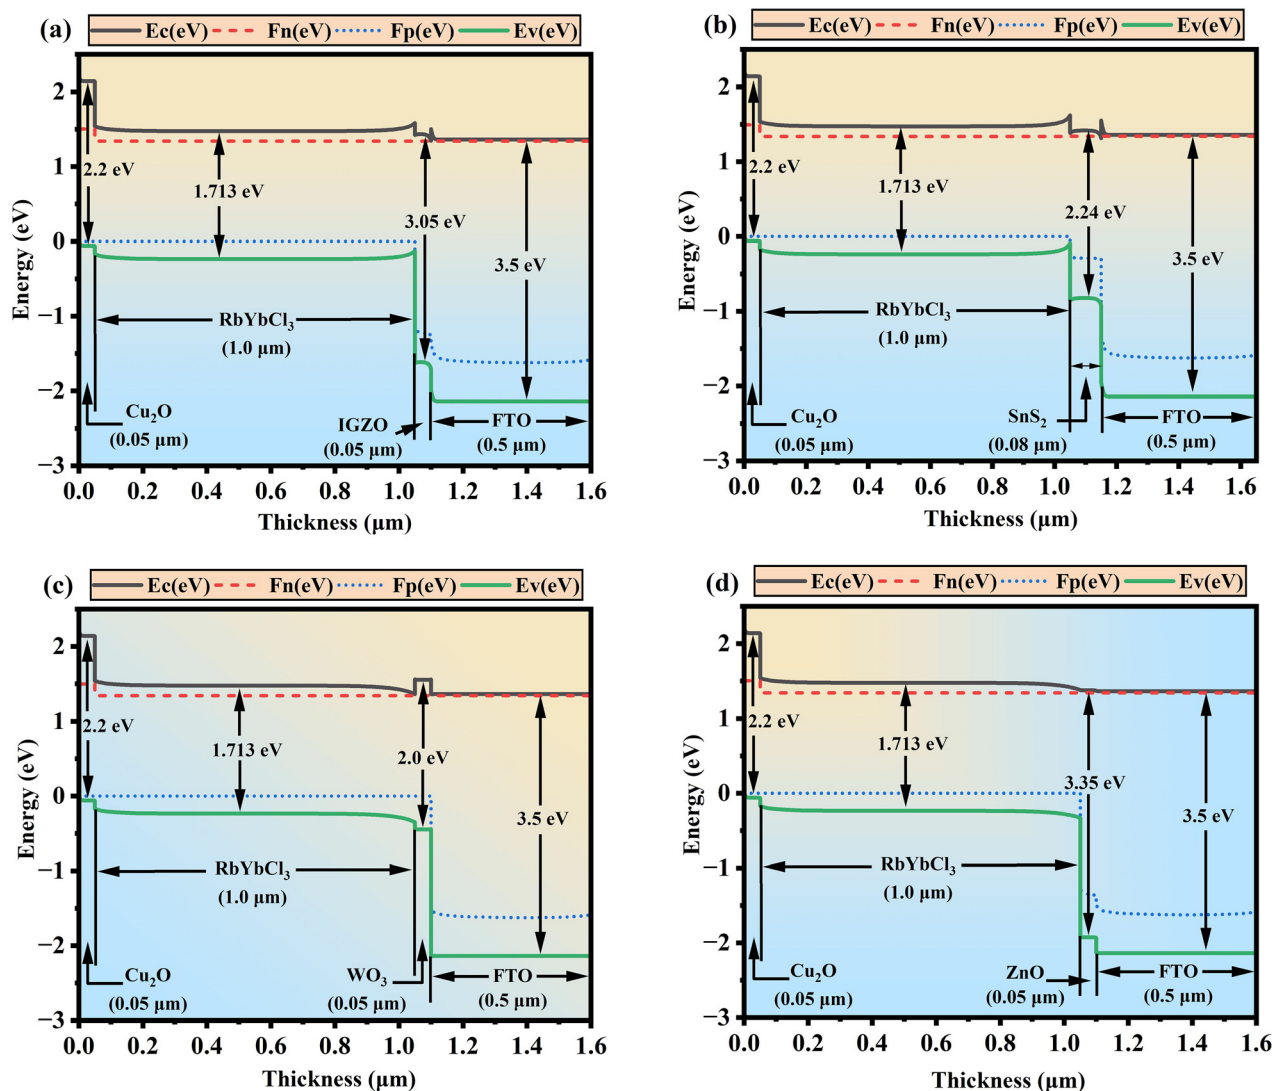 (a)
Ec(eV) Fn(eV) Fp(eV) Ev(eV)
2
1
0
−1
−2
−3
Energy (eV)
2.2 eV
1.713 eV
3.05 eV
3.5 eV
RbYbCl₃
(1.0 μm)
Cu₂O
(0.05 μm)
IGZO
(0.05 μm)
FTO
(0.5 μm)
0.0 0.2 0.4 0.6 0.8 1.0 1.2 1.4 1.6
Thickness (μm)
(b)
Ec(eV) Fn(eV) Fp(eV) Ev(eV)
2
1
0
−1
−2
−3
Energy (eV)
2.2 eV
1.713 eV
2.24 eV
3.5 eV
RbYbCl₃
(1.0 μm)
Cu₂O
(0.05 μm)
SnS₂
(0.08 μm)
FTO
(0.5 μm)
0.0 0.2 0.4 0.6 0.8 1.0 1.2 1.4 1.6
Thickness (μm)
(c)
Ec(eV) Fn(eV) Fp(eV) Ev(eV)
2
1
0
−1
−2
−3
Energy (eV)
2.2 eV
1.713 eV
2.0 eV
3.5 eV
RbYbCl₃
(1.0 μm)
Cu₂O
(0.05 μm)
WO₃
(0.05 μm)
FTO
(0.5 μm)
0.0 0.2 0.4 0.6 0.8 1.0 1.2 1.4 1.6
Thickness (μm)
(d)
Ec(eV) Fn(eV) Fp(eV) Ev(eV)
2
1
0
−1
−2
−3
Energy (eV)
2.2 eV
1.713 eV
3.35 eV
3.5 eV
RbYbCl₃
(1.0 μm)
Cu₂O
(0.05 μm)
ZnO
(0.05 μm)
FTO
(0.5 μm)
0.0 0.2 0.4 0.6 0.8 1.0 1.2 1.4 1.6
Thickness (μm)